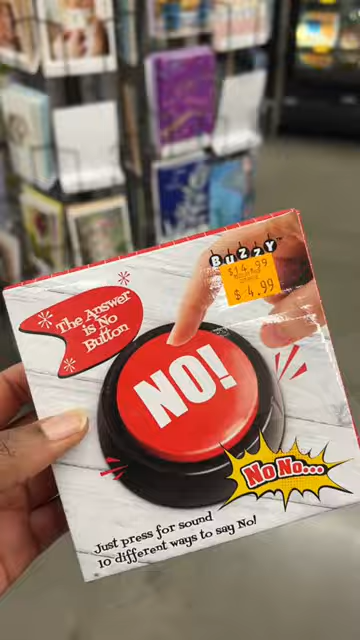 BUZZY
$14.99
$ 4.99
The Answer
is No
Button
NO!
No No...
Just press for sound
10 different ways to say No!